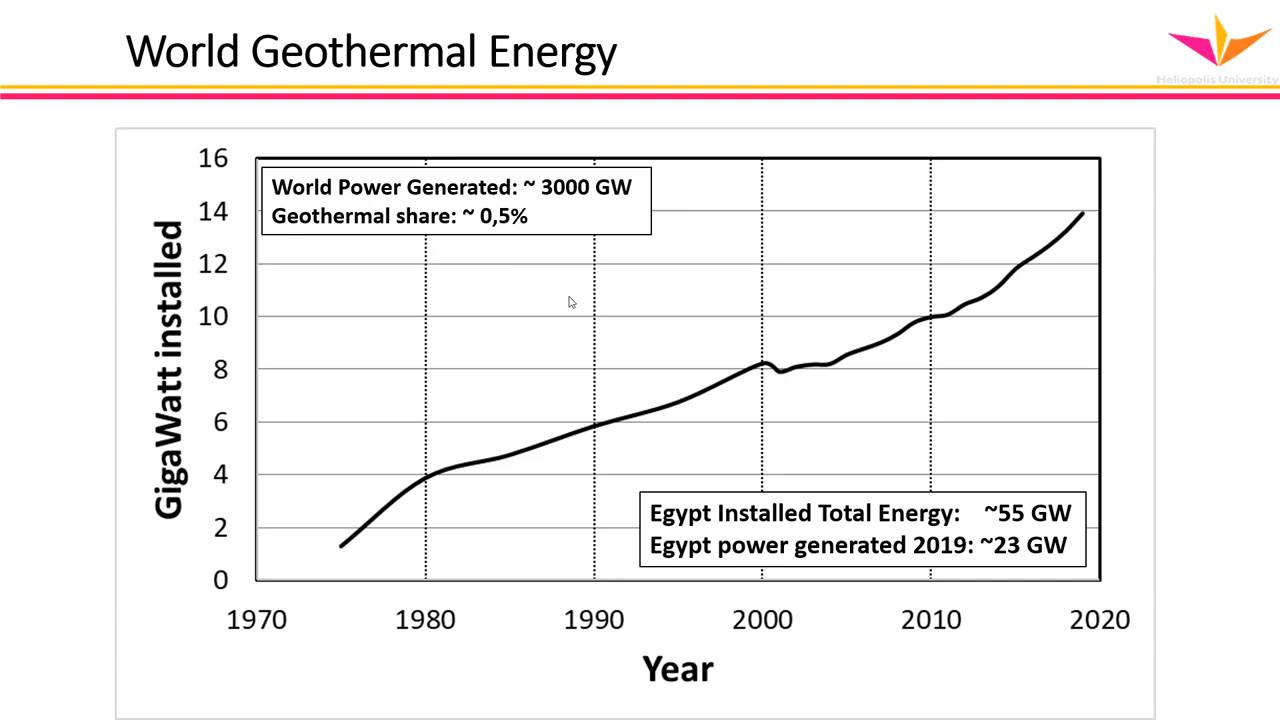 World Geothermal Energy
Heliopolis University
16
14
12
10
8
6
4
2
0
GigaWatt installed
World Power Generated: ~ 3000 GW
Geothermal share: ~ 0,5%
Egypt Installed Total Energy: ~55 GW
Egypt power generated 2019: ~23 GW
1970 1980 1990 2000 2010 2020
Year